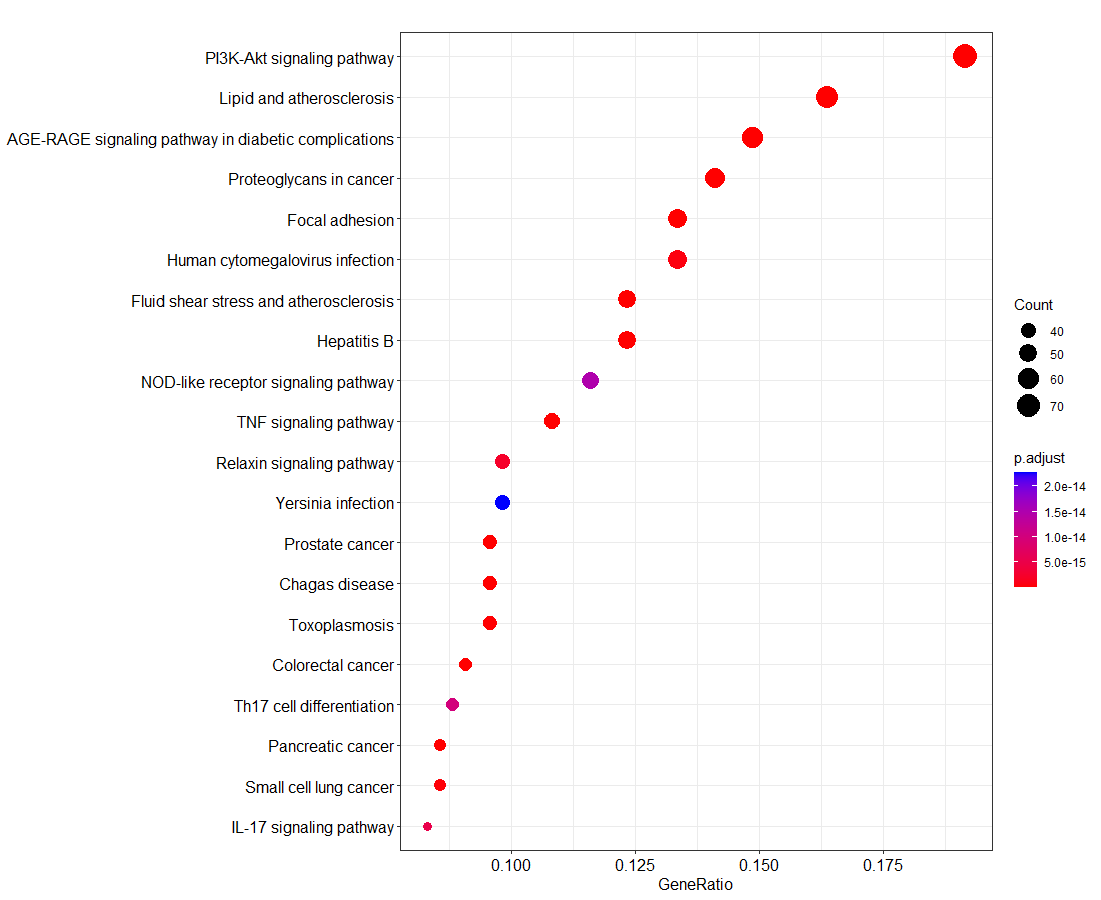 PI3K-Akt signaling pathway
Lipid and atherosclerosis
AGE-RAGE signaling pathway in diabetic complications
Proteoglycans in cancer
Focal adhesion
Human cytomegalovirus infection
Fluid shear stress and atherosclerosis
Hepatitis B
NOD-like receptor signaling pathway
TNF signaling pathway
Relaxin signaling pathway
Yersinia infection
Prostate cancer
Chagas disease
Toxoplasmosis
Colorectal cancer
Th17 cell differentiation
Pancreatic cancer
Small cell lung cancer
IL-17 signaling pathway
0.100 0.125 0.150 0.175
GeneRatio
Count
40
50
60
70
p.adjust
2.0e-14
1.5e-14
1.0e-14
5.0e-15